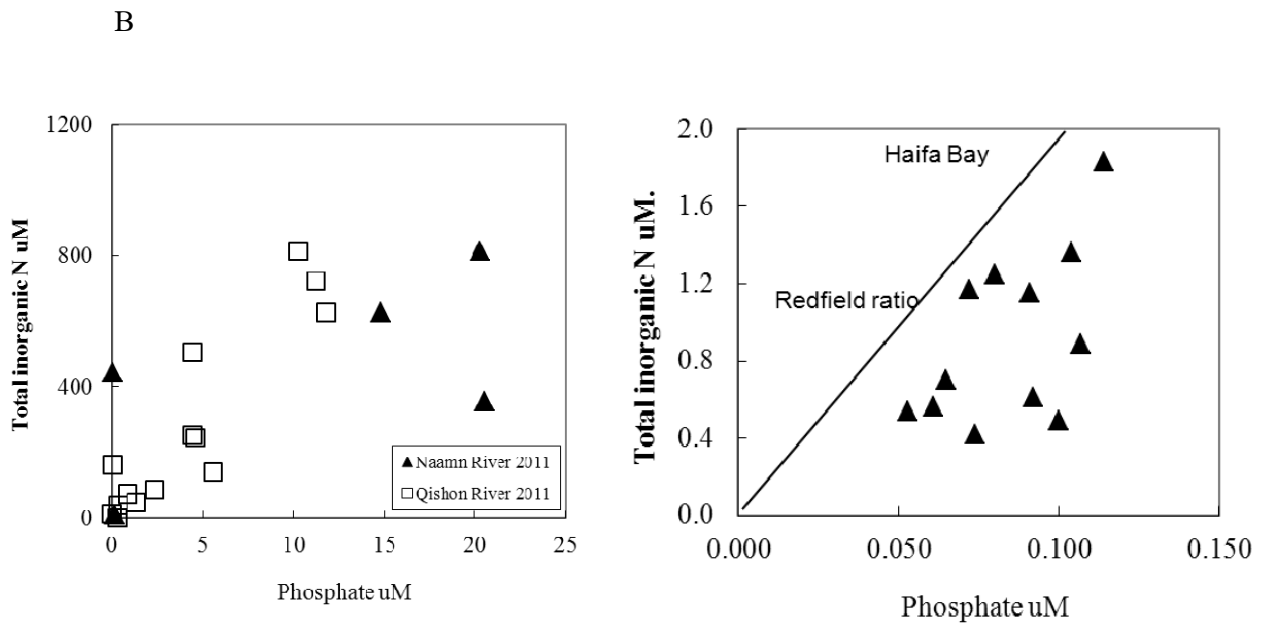 B
1200
800
400
0
Total inorganic N uM
0 5 10 15 20 25
Phosphate uM
Naamn River 2011
Qishon River 2011
2.0
1.6
1.2
0.8
0.4
0.0
Total inorganic N uM.
Haifa Bay
Redfield ratio
0.000 0.050 0.100 0.150
Phosphate uM